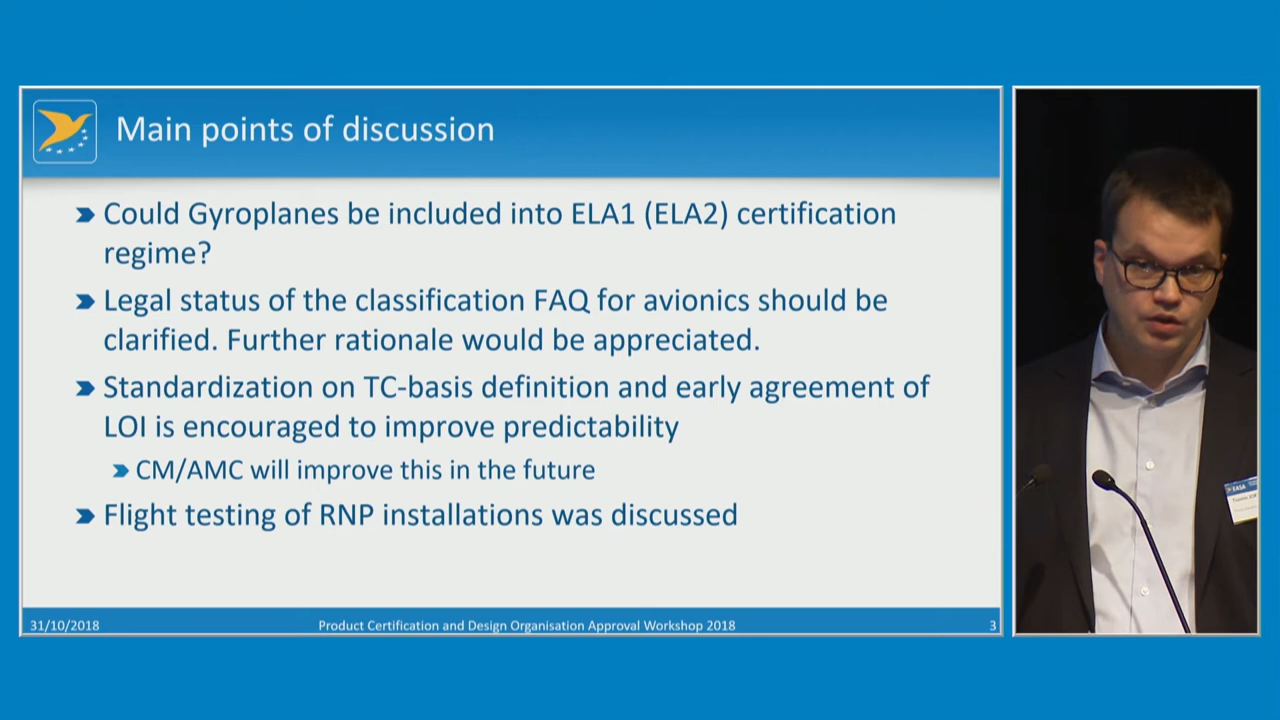 Main points of discussion
Could Gyroplanes be included into ELA1 (ELA2) certification
regime?
Legal status of the classification FAQ for avionics should be
clarified. Further rationale would be appreciated.
Standardization on TC-basis definition and early agreement of
LOI is encouraged to improve predictability
CM/AMC will improve this in the future
Flight testing of RNP installations was discussed
31/10/2018
Product Certification and Design Organisation Approval Workshop 2018
3
EASA